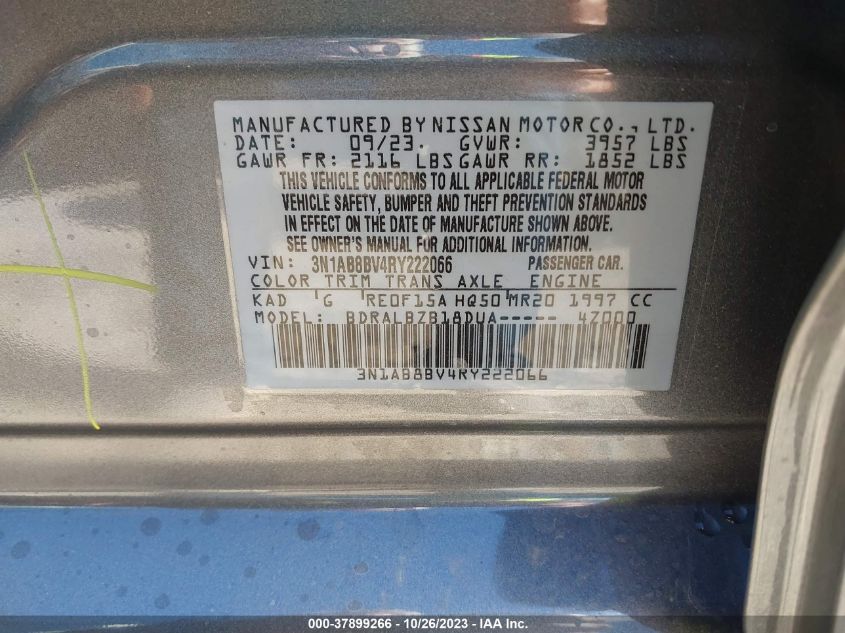 MANUFACTURED BY NISSAN MOTOR CO., LTD.
DATE: 09/23. GVWR: 3957 LBS
GAWR FR: 2116 LBS GAWR RR: 1852 LBS
THIS VEHICLE CONFORMS TO ALL APPLICABLE FEDERAL MOTOR
VEHICLE SAFETY, BUMPER AND THEFT PREVENTION STANDARDS
IN EFFECT ON THE DATE OF MANUFACTURE SHOWN ABOVE.
SEE OWNER'S MANUAL FOR ADDITIONAL INFORMATION.
VIN: 3N1AB8BV4RY222066 PASSENGER CAR.
COLOR TRIM TRANS AXLE ENGINE
KAD G RE0F15A HQ50 MR20 1997 CC
MODEL: BDRALBZB18DUA----- 4Z000
3N1AB8BV4RY222066
000-37899266 - 10/26/2023 - IAA Inc.